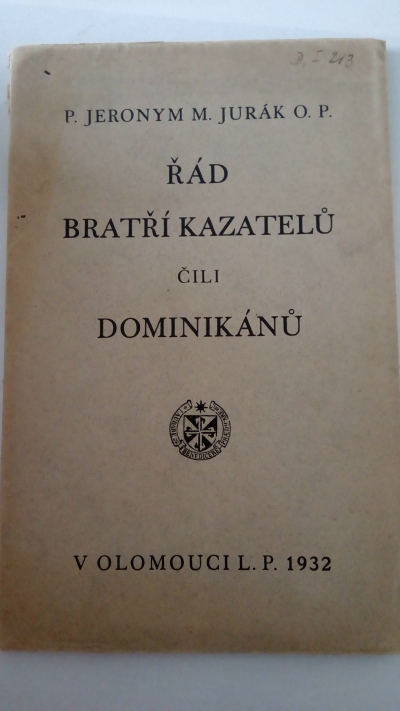 P. JERONYM M. JURÁK O. P.
ŘÁD
BRATŘÍ KAZATELŮ
ČILI
DOMINIKÁNŮ
V OLOMOUCI L. P. 1932